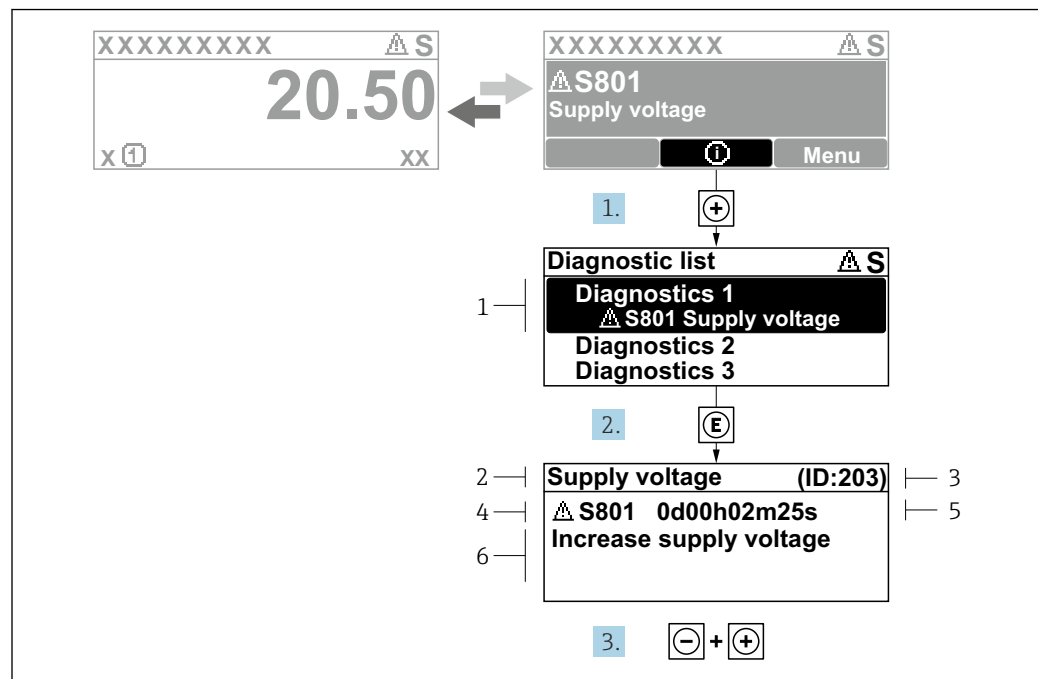 XXXXXXXXX ⚠ S
20.50
x ① xx
XXXXXXXXX ⚠ S
⚠ S801
Supply voltage
ⓘ Menu
1. +
Diagnostic list ⚠ S
1
Diagnostics 1
⚠ S801 Supply voltage
Diagnostics 2
Diagnostics 3
2. E
2 Supply voltage (ID:203) 3
4 ⚠ S801 0d00h02m25s 5
6 Increase supply voltage
3. − + +